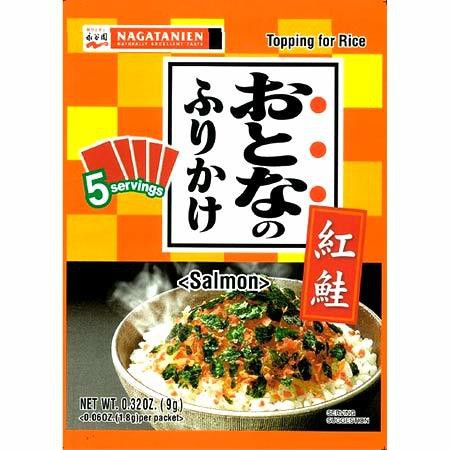 永谷園
NAGATANIEN
NATURALLY EXCELLENT TASTE
Topping for Rice
おとなの
ふりかけ
5 servings
紅鮭
<Salmon>
NET WT. 0.32OZ. (9g)
<0.06OZ.(1.8g)per packet>
SERVING
SUGGESTION